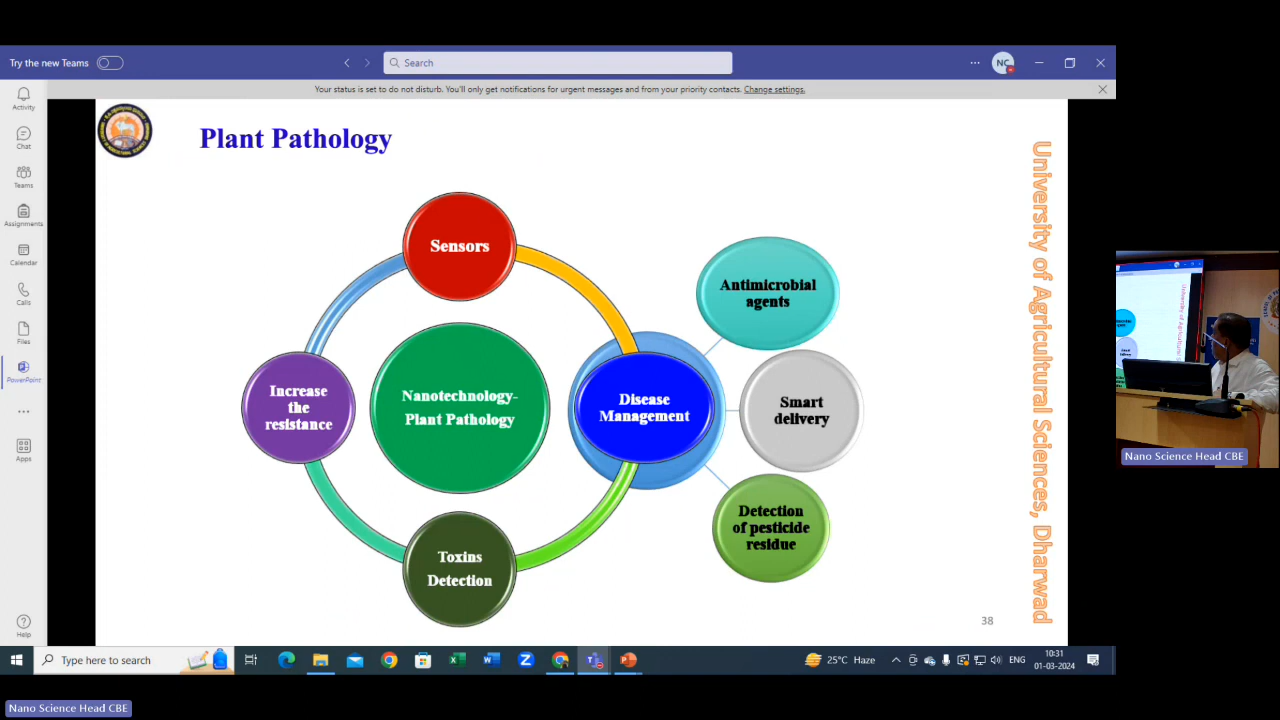 Try the new Teams
Search
NC
Your status is set to do not disturb. You'll only get notifications for urgent messages and from your priority contacts. Change settings.
Activity
Chat
Teams
Assignments
Calendar
Calls
Files
PowerPoint
Apps
Help
Plant Pathology
Sensors
Antimicrobial
agents
Increase
the
resistance
Nanotechnology-
Plant Pathology
Disease
Management
Smart
delivery
Detection
of pesticide
residue
Toxins
Detection
38
University of Agricultural Sciences, Dharwad
Nano Science Head CBE
Type here to search
25°C Haze
ENG
10:31
01-03-2024
Nano Science Head CBE